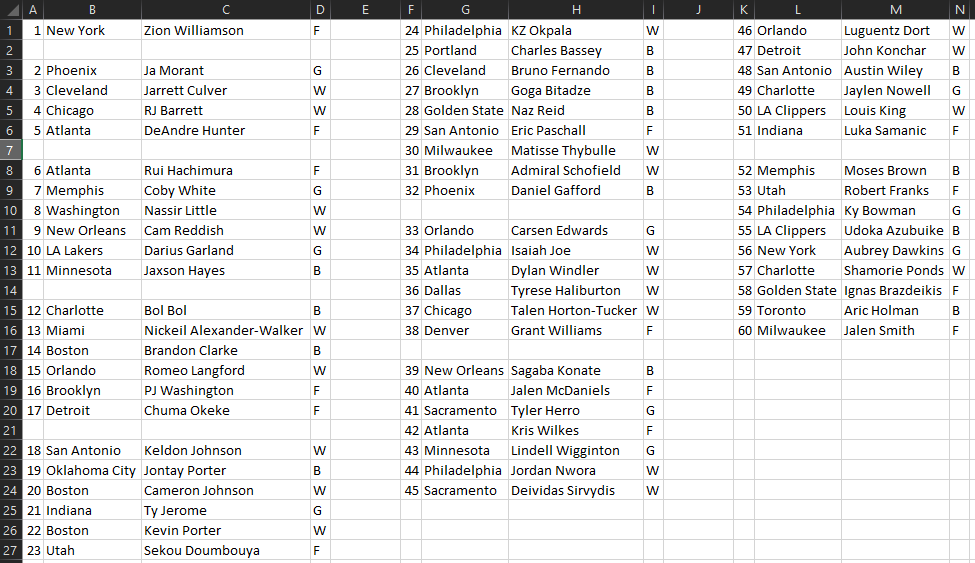 A B C D E F G H I J K L M N
1 1 New York Zion Williamson F 24 Philadelphia KZ Okpala W 46 Orlando Luguentz Dort W
2 25 Portland Charles Bassey B 47 Detroit John Konchar W
3 2 Phoenix Ja Morant G 26 Cleveland Bruno Fernando B 48 San Antonio Austin Wiley B
4 3 Cleveland Jarrett Culver W 27 Brooklyn Goga Bitadze B 49 Charlotte Jaylen Nowell G
5 4 Chicago RJ Barrett W 28 Golden State Naz Reid B 50 LA Clippers Louis King W
6 5 Atlanta DeAndre Hunter F 29 San Antonio Eric Paschall F 51 Indiana Luka Samanic F
7 30 Milwaukee Matisse Thybulle W
8 6 Atlanta Rui Hachimura F 31 Brooklyn Admiral Schofield W 52 Memphis Moses Brown B
9 7 Memphis Coby White G 32 Phoenix Daniel Gafford B 53 Utah Robert Franks F
10 8 Washington Nassir Little W 54 Philadelphia Ky Bowman G
11 9 New Orleans Cam Reddish W 33 Orlando Carsen Edwards G 55 LA Clippers Udoka Azubuike B
12 10 LA Lakers Darius Garland G 34 Philadelphia Isaiah Joe W 56 New York Aubrey Dawkins G
13 11 Minnesota Jaxson Hayes B 35 Atlanta Dylan Windler W 57 Charlotte Shamorie Ponds W
14 36 Dallas Tyrese Haliburton W 58 Golden State Ignas Brazdeikis F
15 12 Charlotte Bol Bol B 37 Chicago Talen Horton-Tucker W 59 Toronto Aric Holman B
16 13 Miami Nickeil Alexander-Walker W 38 Denver Grant Williams F 60 Milwaukee Jalen Smith F
17 14 Boston Brandon Clarke B
18 15 Orlando Romeo Langford W 39 New Orleans Sagaba Konate B
19 16 Brooklyn PJ Washington F 40 Atlanta Jalen McDaniels F
20 17 Detroit Chuma Okeke F 41 Sacramento Tyler Herro G
21 42 Atlanta Kris Wilkes F
22 18 San Antonio Keldon Johnson W 43 Minnesota Lindell Wigginton G
23 19 Oklahoma City Jontay Porter B 44 Philadelphia Jordan Nwora W
24 20 Boston Cameron Johnson W 45 Sacramento Deividas Sirvydis W
25 21 Indiana Ty Jerome G
26 22 Boston Kevin Porter W
27 23 Utah Sekou Doumbouya F